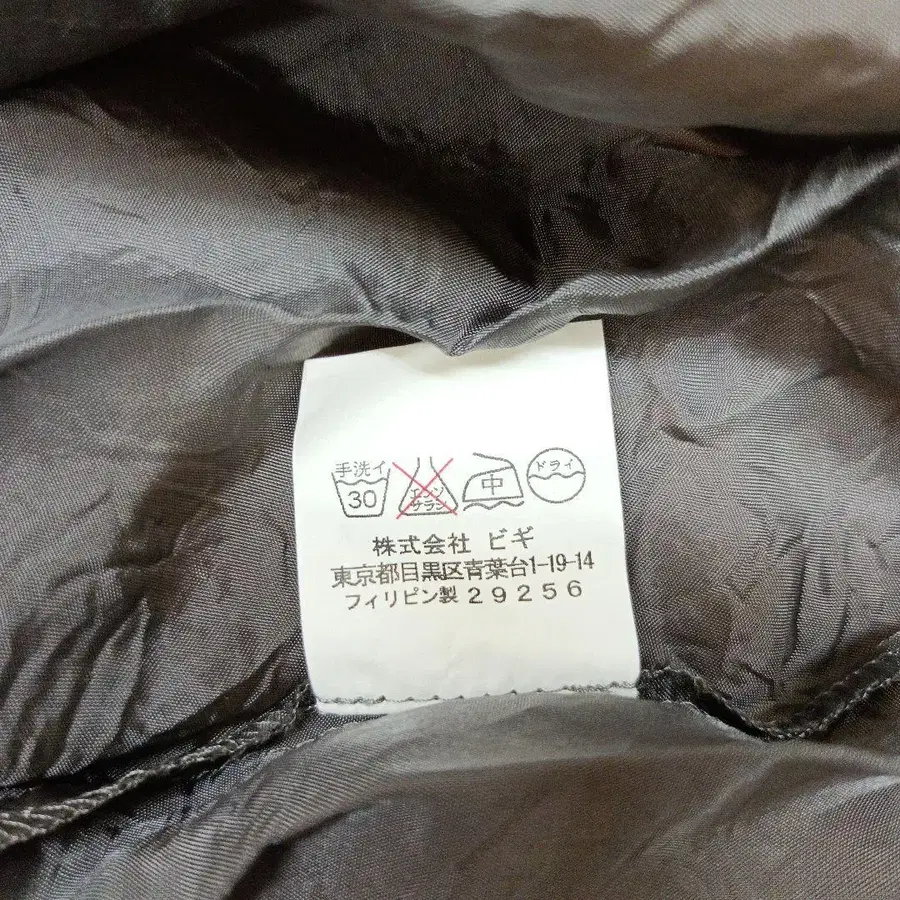 手洗イ
30
エンソ
サラシ
中
ドライ
株式会社 ビギ
東京都目黒区青葉台1-19-14
フィリピン製 29256